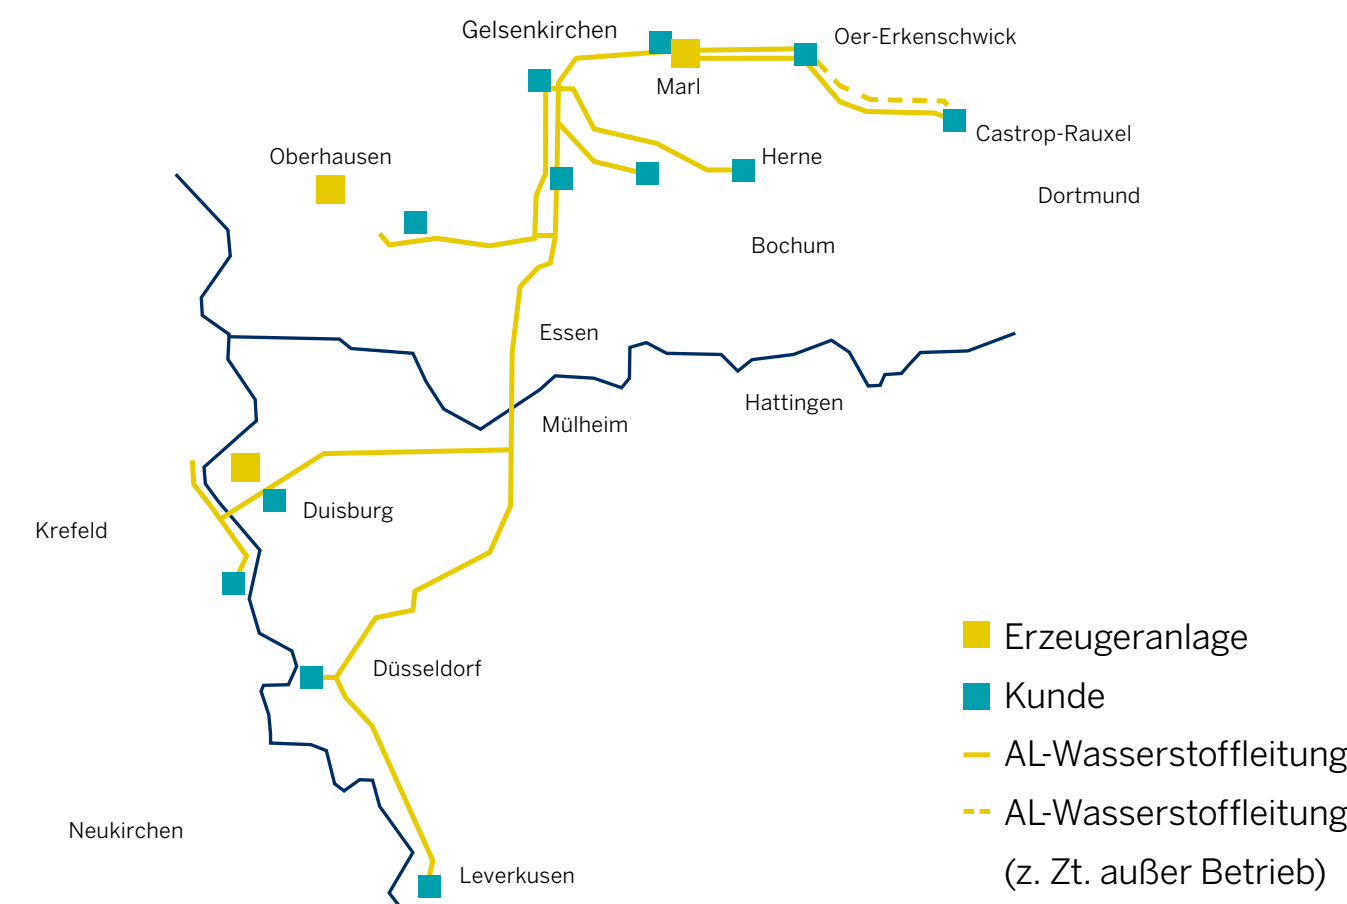 Gelsenkirchen
Oer-Erkenschwick
Marl
Castrop-Rauxel
Oberhausen
Herne
Dortmund
Bochum
Essen
Hattingen
Mülheim
Duisburg
Krefeld
Erzeugeranlage
Düsseldorf
Kunde
AL-Wasserstoffleitung
AL-Wasserstoffleitung
Neukirchen
(z. Zt. außer Betrieb)
Leverkusen